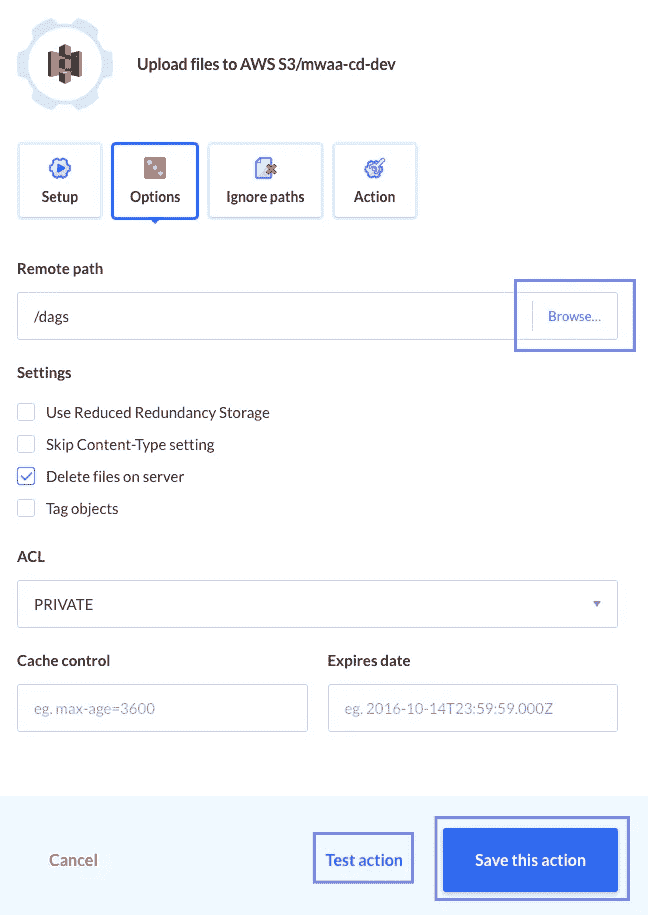 Upload files to AWS S3/mwaa-cd-dev
Setup Options Ignore paths Action
Remote path
/dags Browse...
Settings
Use Reduced Redundancy Storage
Skip Content-Type setting
Delete files on server
Tag objects
ACL
PRIVATE
Cache control Expires date
eg. max-age=3600 eg. 2016-10-14T23:59:59.000Z
Cancel Test action Save this action